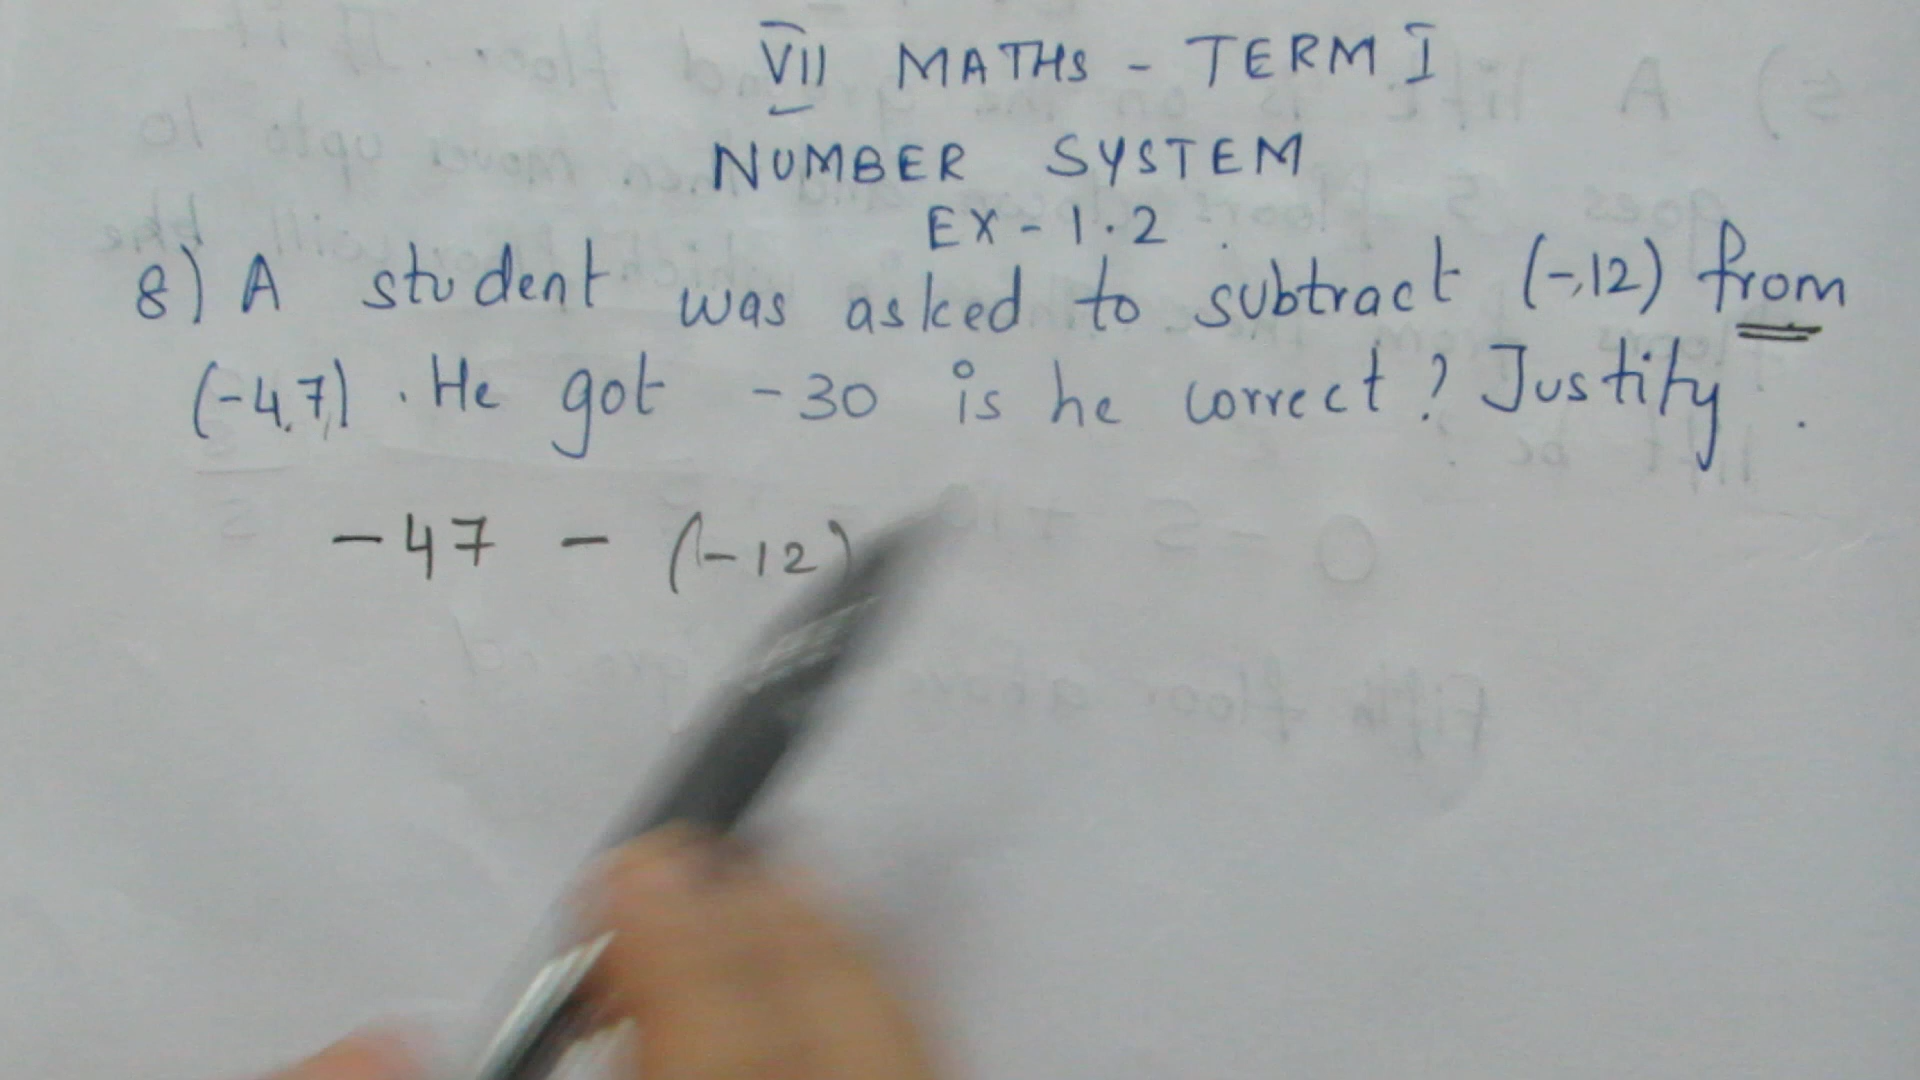 VII MATHS - TERM I
NUMBER SYSTEM
EX - 1.2
8) A student was asked to subtract (-12) from
(-47). He got -30 is he correct? Justify.
-47 - (-12)